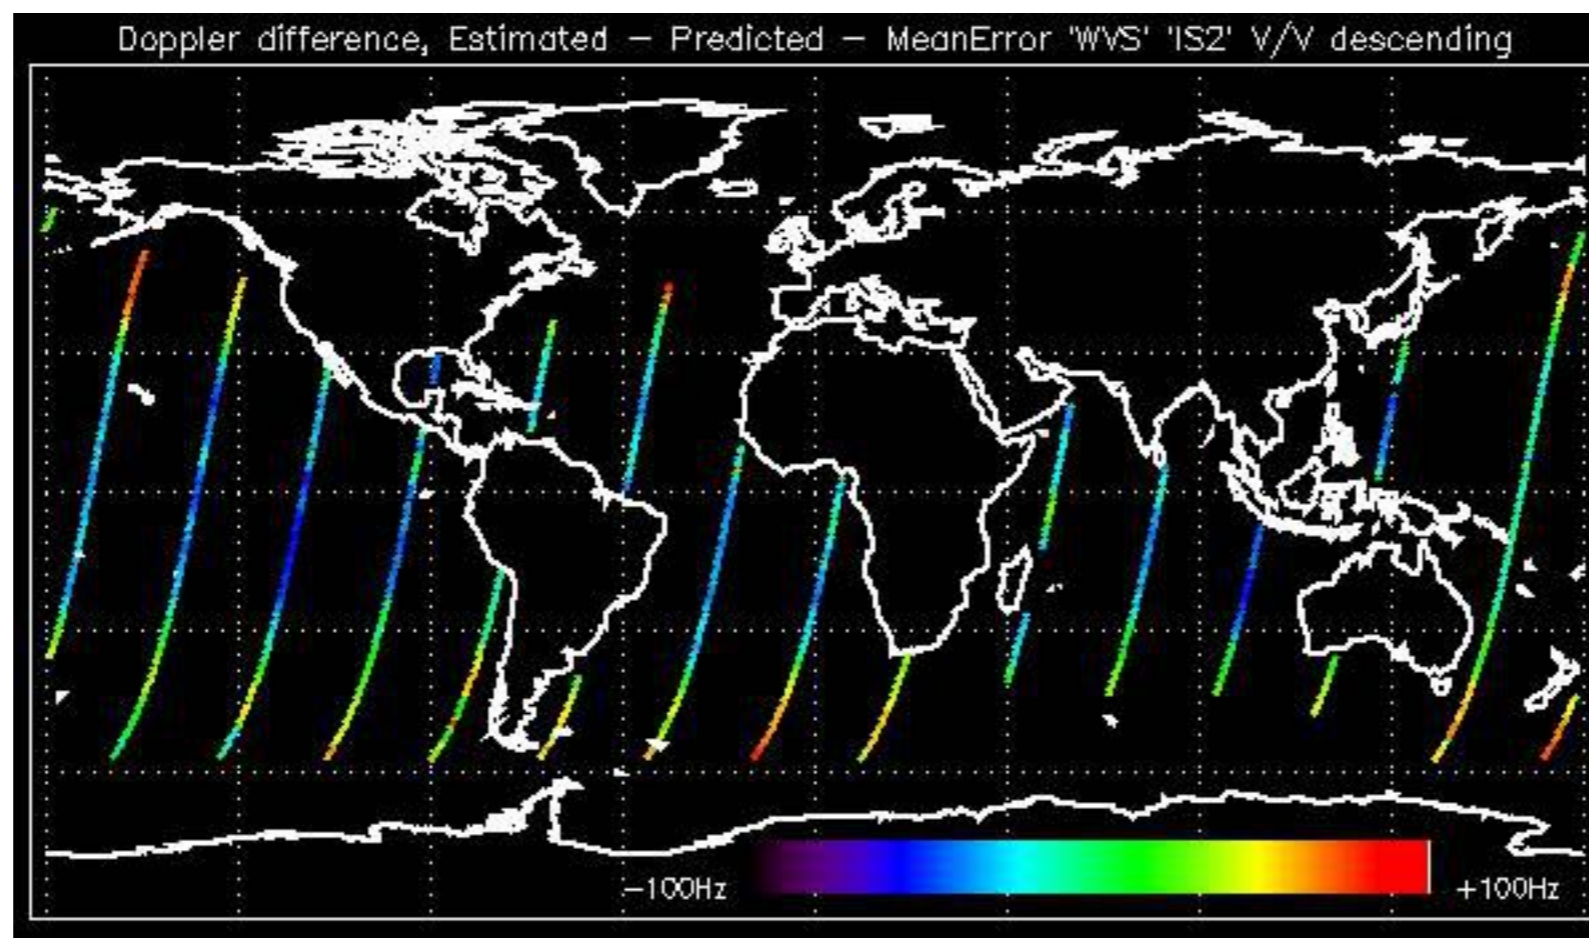 Doppler difference, Estimated – Predicted – MeanError 'WVS' 'IS2' V/V descending
−100Hz
+100Hz